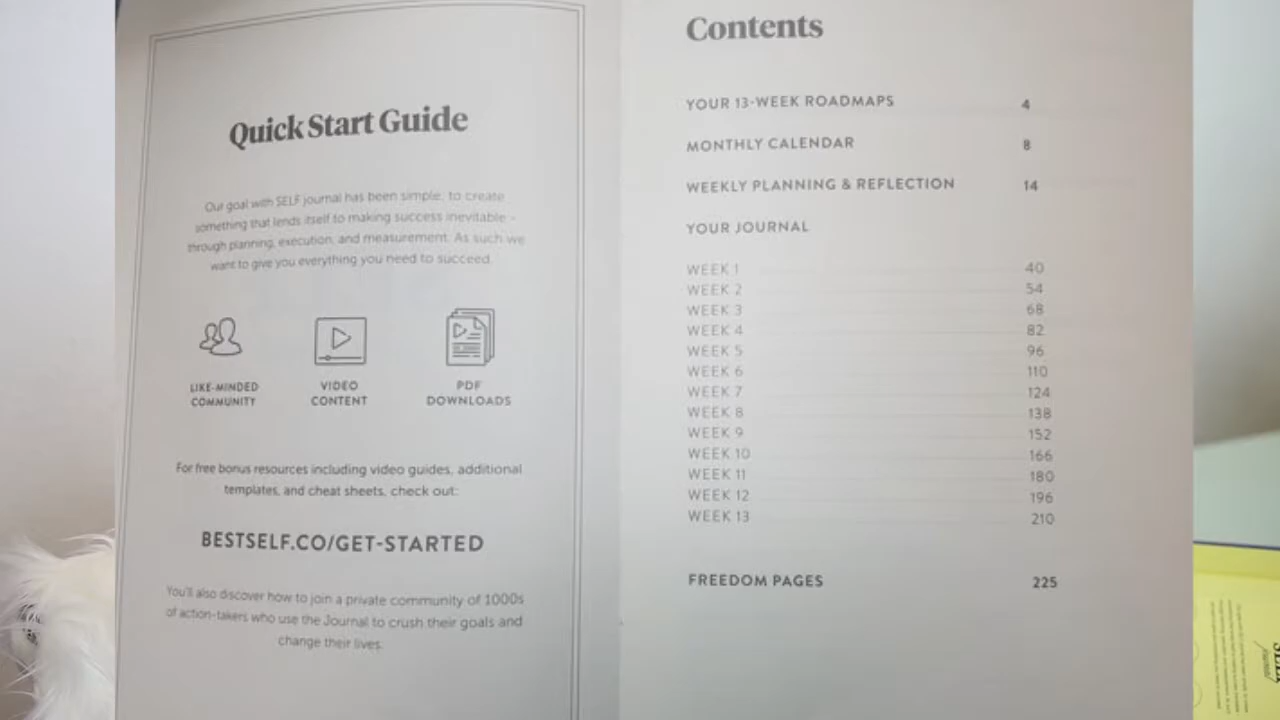 Quick Start Guide
Our goal with SELF journal has been simple; to create
something that lends itself to making success inevitable -
through planning, execution, and measurement. As such we
want to give you everything you need to succeed.
LIKE-MINDED
COMMUNITY
VIDEO
CONTENT
PDF
DOWNLOADS
For free bonus resources including video guides, additional
templates, and cheat sheets, check out:
BESTSELF.CO/GET-STARTED
You'll also discover how to join a private community of 1000s
of action-takers who use the Journal to crush their goals and
change their lives.
Contents
YOUR 13-WEEK ROADMAPS 4
MONTHLY CALENDAR 8
WEEKLY PLANNING & REFLECTION 14
YOUR JOURNAL
WEEK 1 40
WEEK 2 54
WEEK 3 68
WEEK 4 82
WEEK 5 96
WEEK 6 110
WEEK 7 124
WEEK 8 138
WEEK 9 152
WEEK 10 166
WEEK 11 180
WEEK 12 196
WEEK 13 210
FREEDOM PAGES 225